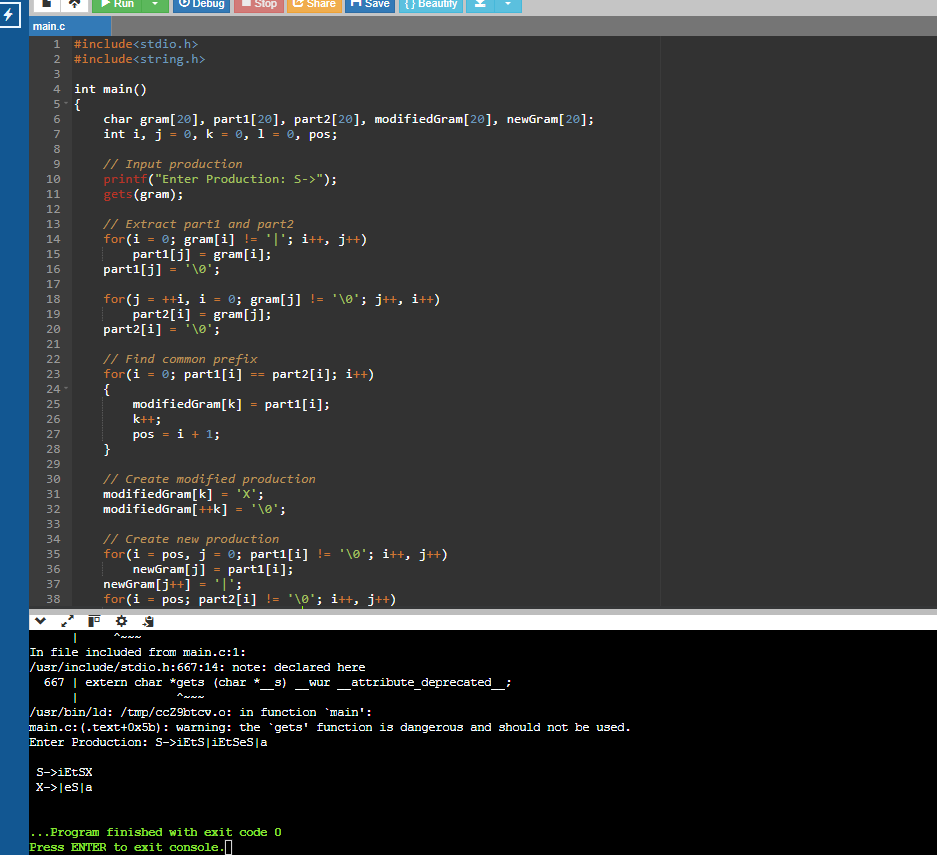 Run Debug Stop Share Save { } Beautify
main.c
1 #include<stdio.h>
2 #include<string.h>
3
4 int main()
5 {
6 char gram[20], part1[20], part2[20], modifiedGram[20], newGram[20];
7 int i, j = 0, k = 0, l = 0, pos;
8
9 // Input production
10 printf("Enter Production: S->");
11 gets(gram);
12
13 // Extract part1 and part2
14 for(i = 0; gram[i] != '|'; i++, j++)
15 part1[j] = gram[i];
16 part1[j] = '\0';
17
18 for(j = ++i, i = 0; gram[j] != '\0'; j++, i++)
19 part2[i] = gram[j];
20 part2[i] = '\0';
21
22 // Find common prefix
23 for(i = 0; part1[i] == part2[i]; i++)
24 {
25 modifiedGram[k] = part1[i];
26 k++;
27 pos = i + 1;
28 }
29
30 // Create modified production
31 modifiedGram[k] = 'X';
32 modifiedGram[++k] = '\0';
33
34 // Create new production
35 for(i = pos, j = 0; part1[i] != '\0'; i++, j++)
36 newGram[j] = part1[i];
37 newGram[j++] = '|';
38 for(i = pos; part2[i] != '\0'; i++, j++)
| ^~~~
In file included from main.c:1:
/usr/include/stdio.h:667:14: note: declared here
667 | extern char *gets (char *__s) __wur __attribute_deprecated__;
| ^~~~
/usr/bin/ld: /tmp/ccZ9btcv.o: in function `main':
main.c:(.text+0x5b): warning: the `gets' function is dangerous and should not be used.
Enter Production: S->iEtS|iEtSeS|a
S->iEtSX
X->|eS|a
...Program finished with exit code 0
Press ENTER to exit console.